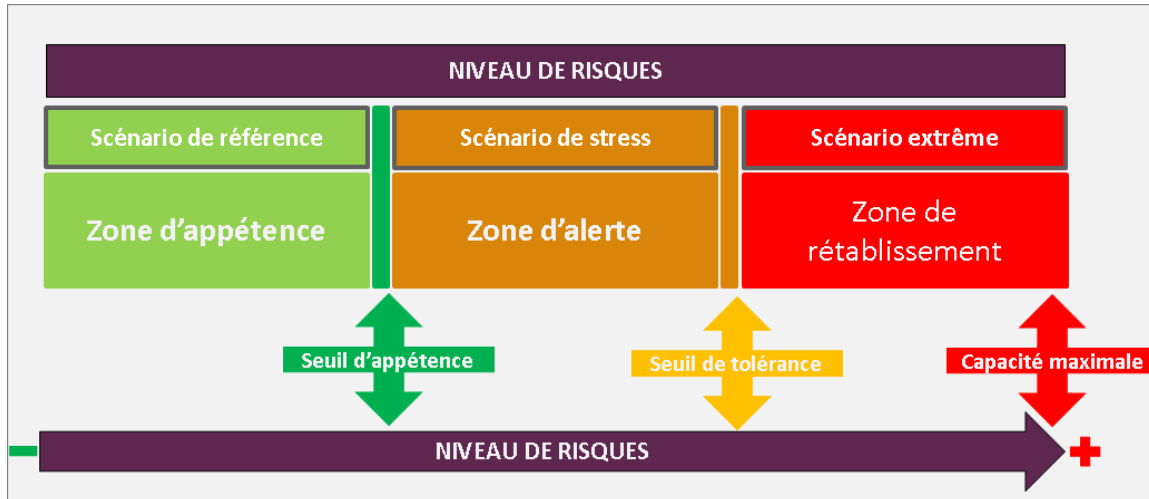 NIVEAU DE RISQUES
Scénario de référence
Scénario de stress
Scénario extrême
Zone d'appétence
Zone d'alerte
Zone de
rétablissement
Seuil d'appétence
Seuil de tolérance
Capacité maximale
NIVEAU DE RISQUES